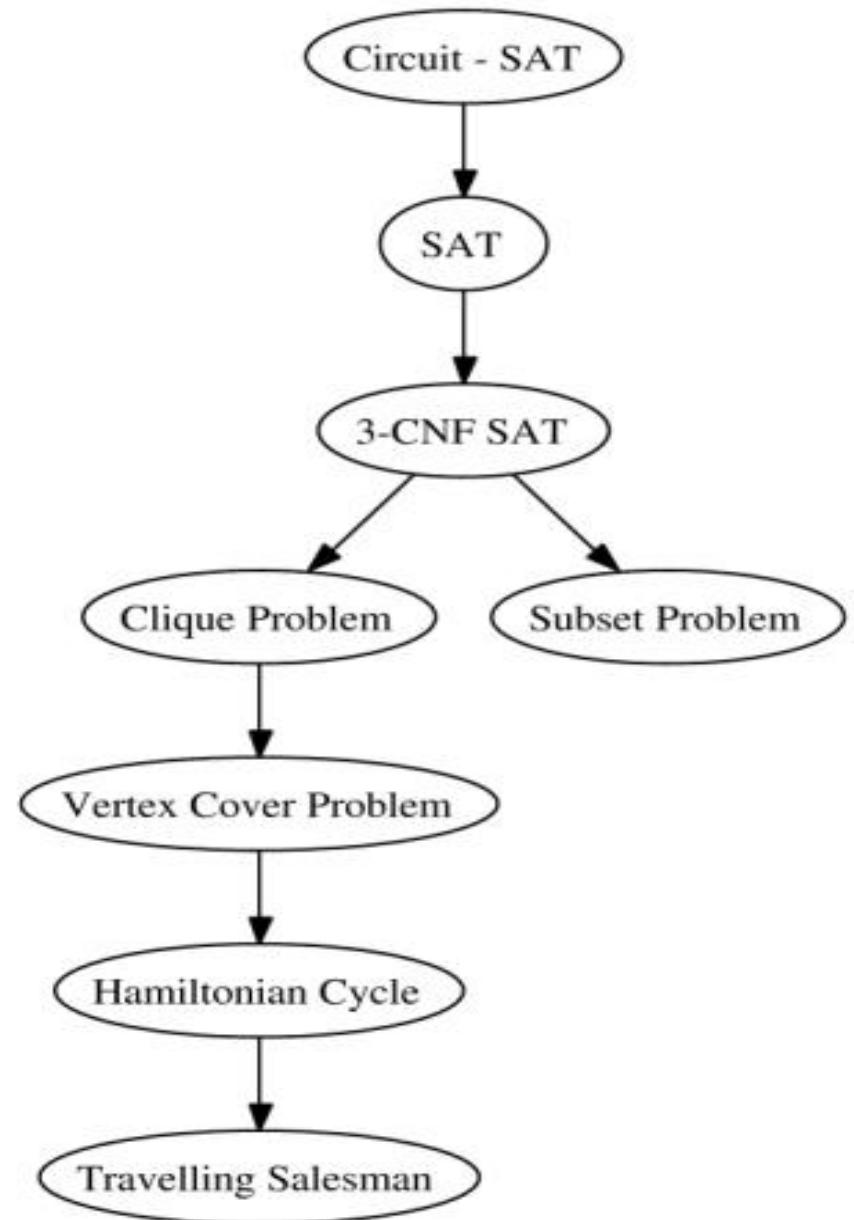 Circuit - SAT
SAT
3-CNF SAT
Clique Problem
Subset Problem
Vertex Cover Problem
Hamiltonian Cycle
Travelling Salesman